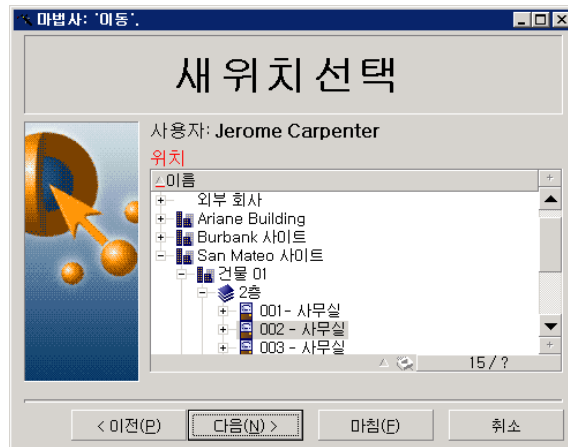 마법사: '이동'.
새 위치 선택
사용자: Jerome Carpenter
위치
이름
외부 회사
Ariane Building
Burbank 사이트
San Mateo 사이트
건물 01
2층
001- 사무실
002 - 사무실
003 - 사무실
15 / ?
< 이전(P)
다음(N) >
마침(F)
취소